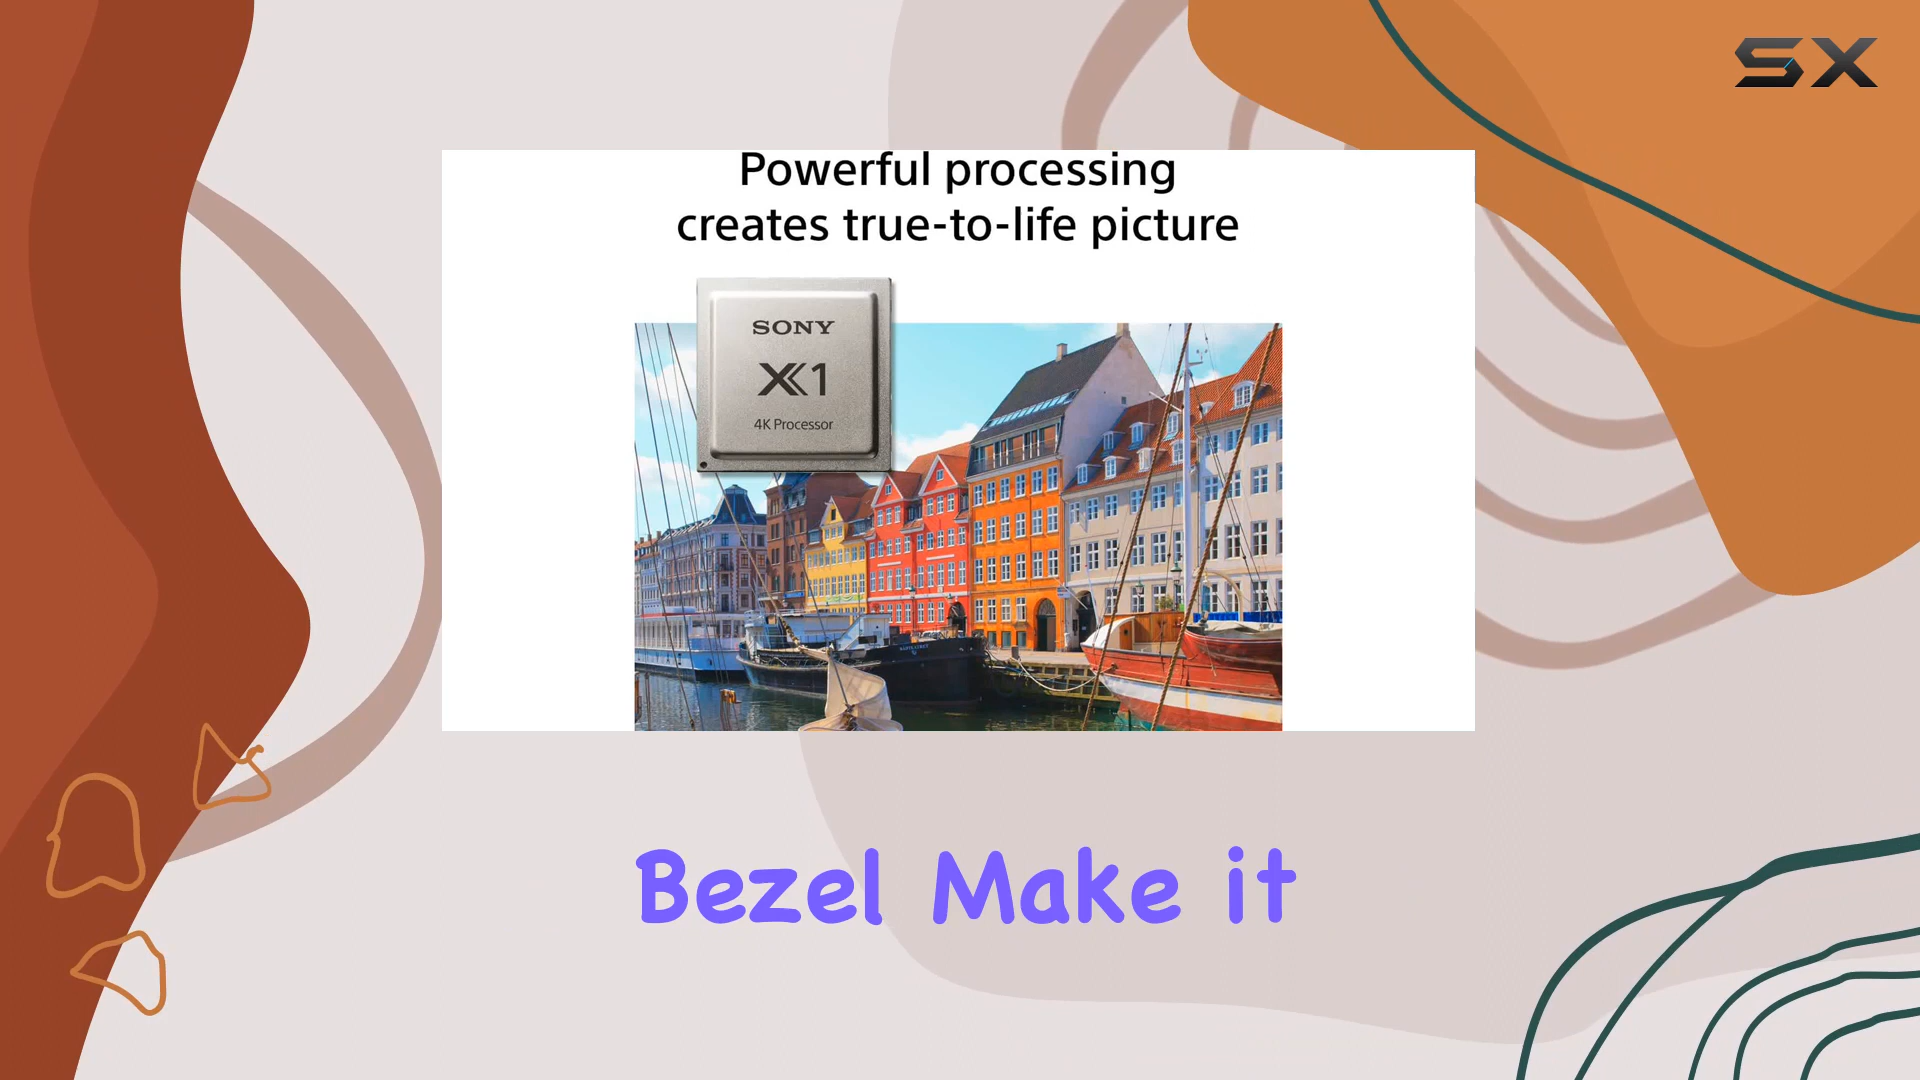 SX
Powerful processing
creates true-to-life picture
SONY
X1
4K Processor
Bezel Make it